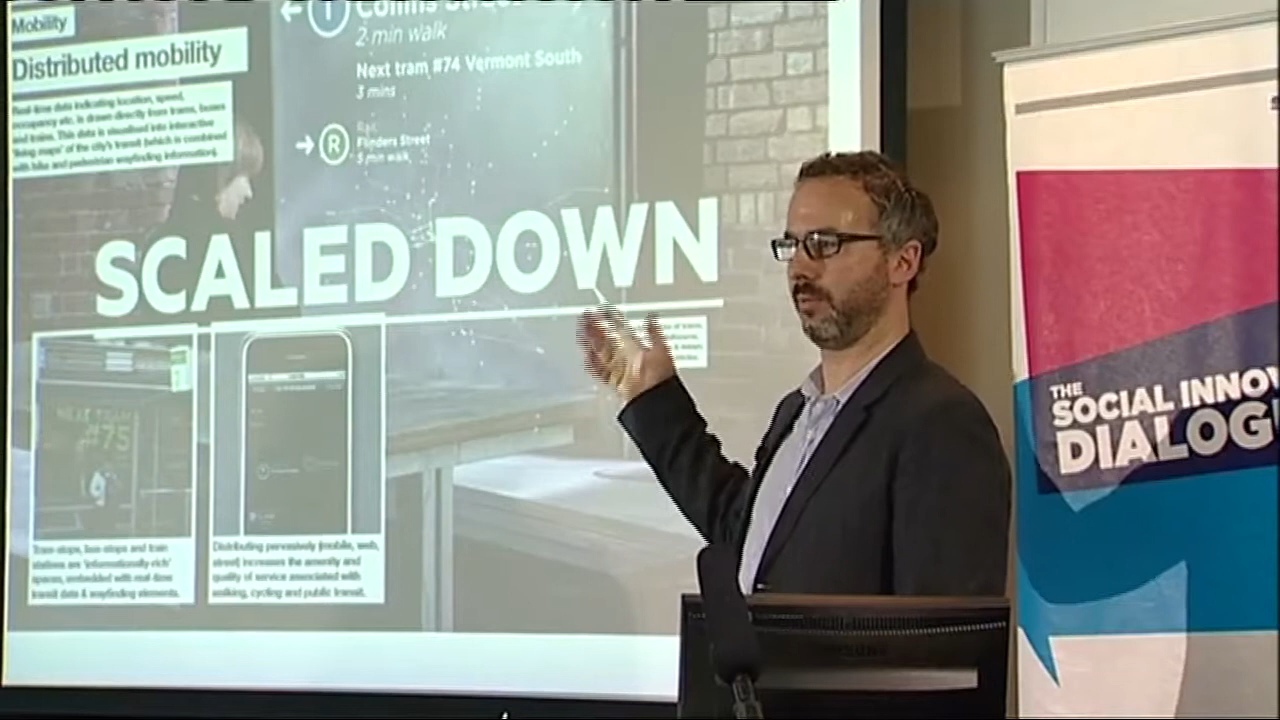 Mobility
Distributed mobility
Real-time data indicating location, speed,
occupancy etc. is drawn directly from trams, buses
and trains. This data is visualised into interactive
'living maps' of the city's transit (which is combined
with bike and pedestrian wayfinding information).
Collins
2 min walk
Next tram #74 Vermont South
3 mins
R
Flinders Street
5 min walk
SCALED DOWN
NEXT TRAM
#75
Tram-stops, bus-stops and train
stations are 'informationally-rich'
spaces, embedded with real-time
transit data & wayfinding elements.
Distributing pervasively (mobile, web,
street) increases the amenity and
quality of service associated with
walking, cycling and public transit.
THE
SOCIAL INNOV
DIALOG